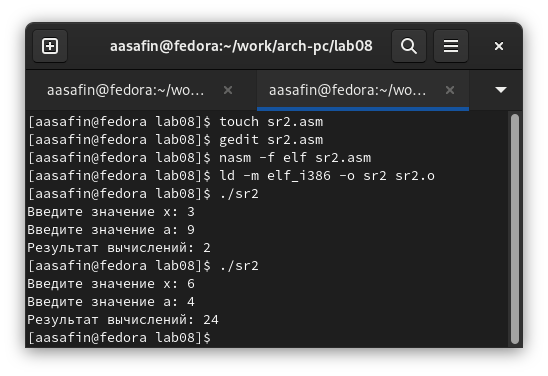 aasafin@fedora:~/work/arch-pc/lab08
aasafin@fedora:~/wo... × aasafin@fedora:~/wo... ×
[aasafin@fedora lab08]$ touch sr2.asm
[aasafin@fedora lab08]$ gedit sr2.asm
[aasafin@fedora lab08]$ nasm -f elf sr2.asm
[aasafin@fedora lab08]$ ld -m elf_i386 -o sr2 sr2.o
[aasafin@fedora lab08]$ ./sr2
Введите значение x: 3
Введите значение a: 9
Результат вычислений: 2
[aasafin@fedora lab08]$ ./sr2
Введите значение x: 6
Введите значение a: 4
Результат вычислений: 24
[aasafin@fedora lab08]$